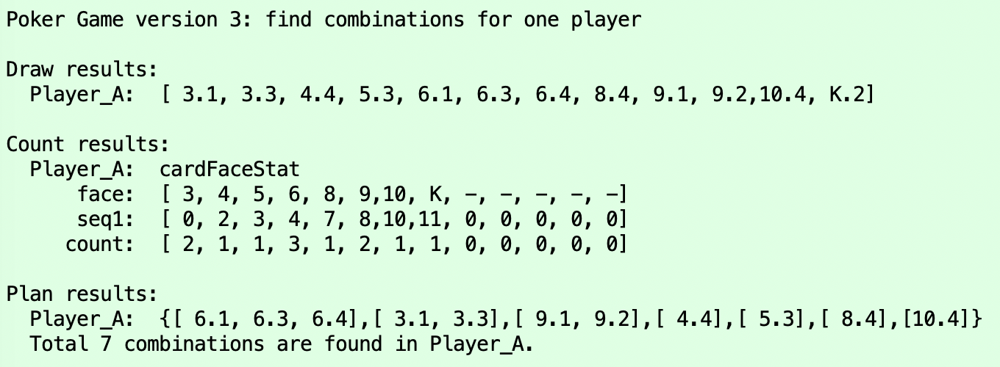 Poker Game version 3: find combinations for one player
Draw results:
Player_A:  [ 3.1, 3.3, 4.4, 5.3, 6.1, 6.3, 6.4, 8.4, 9.1, 9.2,10.4, K.2]
Count results:
Player_A:  cardFaceStat
face:  [ 3, 4, 5, 6, 8, 9,10, K, -, -, -, -, -]
seq1:  [ 0, 2, 3, 4, 7, 8,10,11, 0, 0, 0, 0, 0]
count:  [ 2, 1, 1, 3, 1, 2, 1, 1, 0, 0, 0, 0, 0]
Plan results:
Player_A:  {[ 6.1, 6.3, 6.4],[ 3.1, 3.3],[ 9.1, 9.2],[ 4.4],[ 5.3],[ 8.4],[10.4]}
Total 7 combinations are found in Player_A.